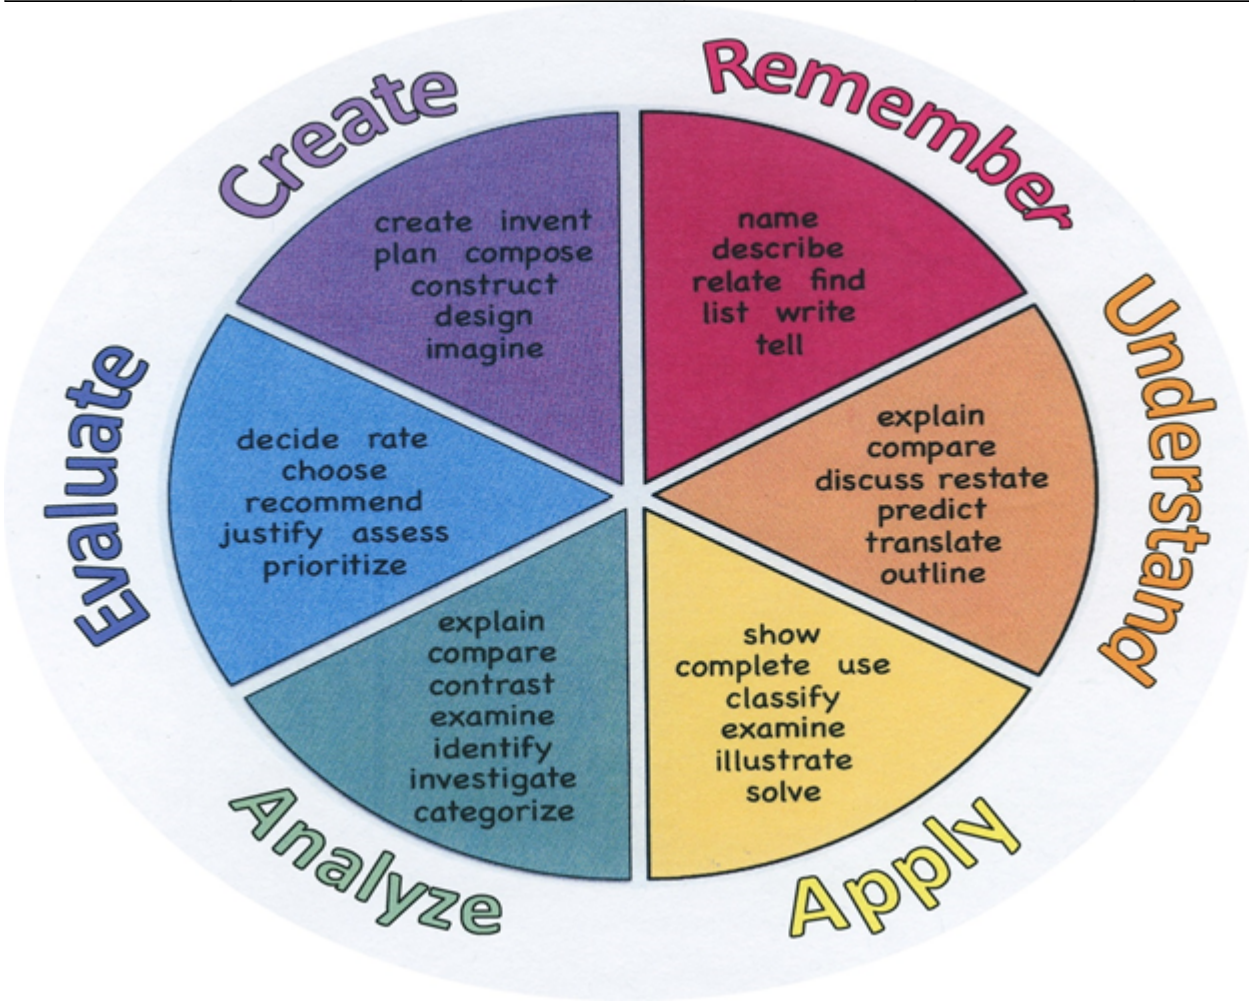 Remember
name
describe
relate find
list write
tell
Understand
explain
compare
discuss restate
predict
translate
outline
Apply
show
complete use
classify
examine
illustrate
solve
Analyze
explain
compare
contrast
examine
identify
investigate
categorize
Evaluate
decide rate
choose
recommend
justify assess
prioritize
Create
create invent
plan compose
construct
design
imagine